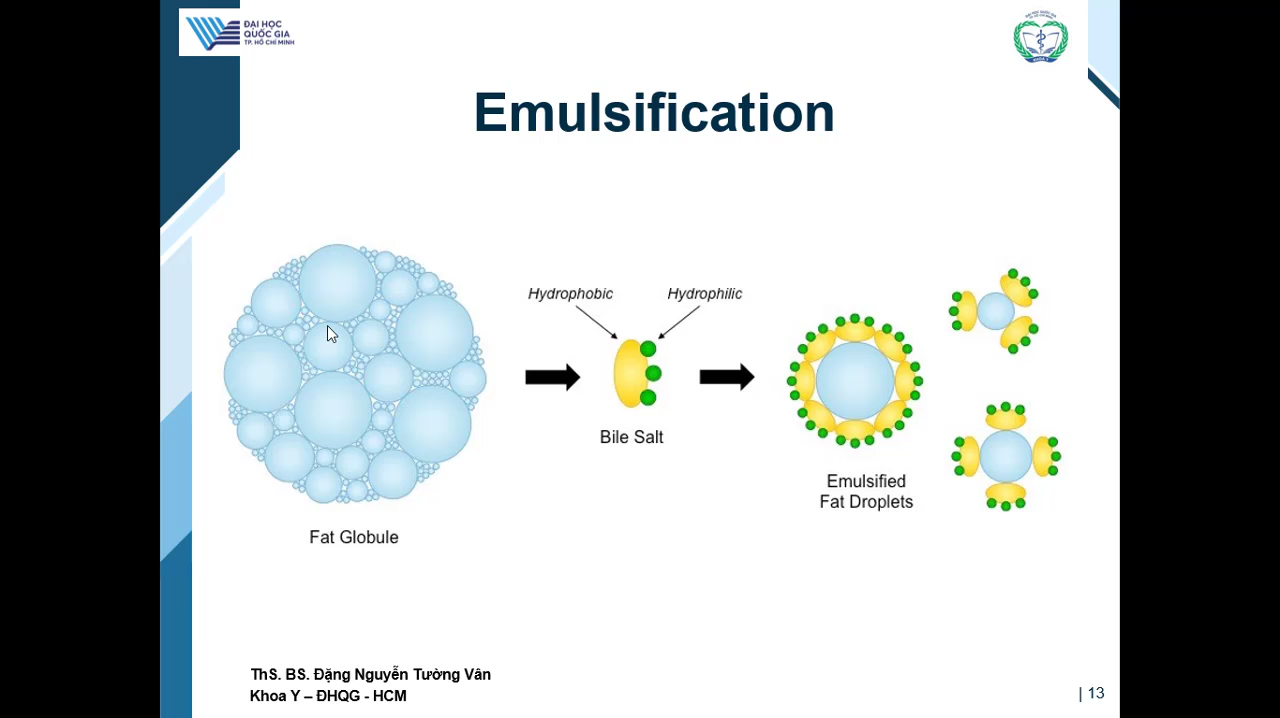 ĐẠI HỌC
QUỐC GIA
TP. HỒ CHÍ MINH
Emulsification
Hydrophobic
Hydrophilic
Bile Salt
Emulsified
Fat Droplets
Fat Globule
ThS. BS. Đặng Nguyễn Tường Vân
Khoa Y – ĐHQG - HCM
| 13